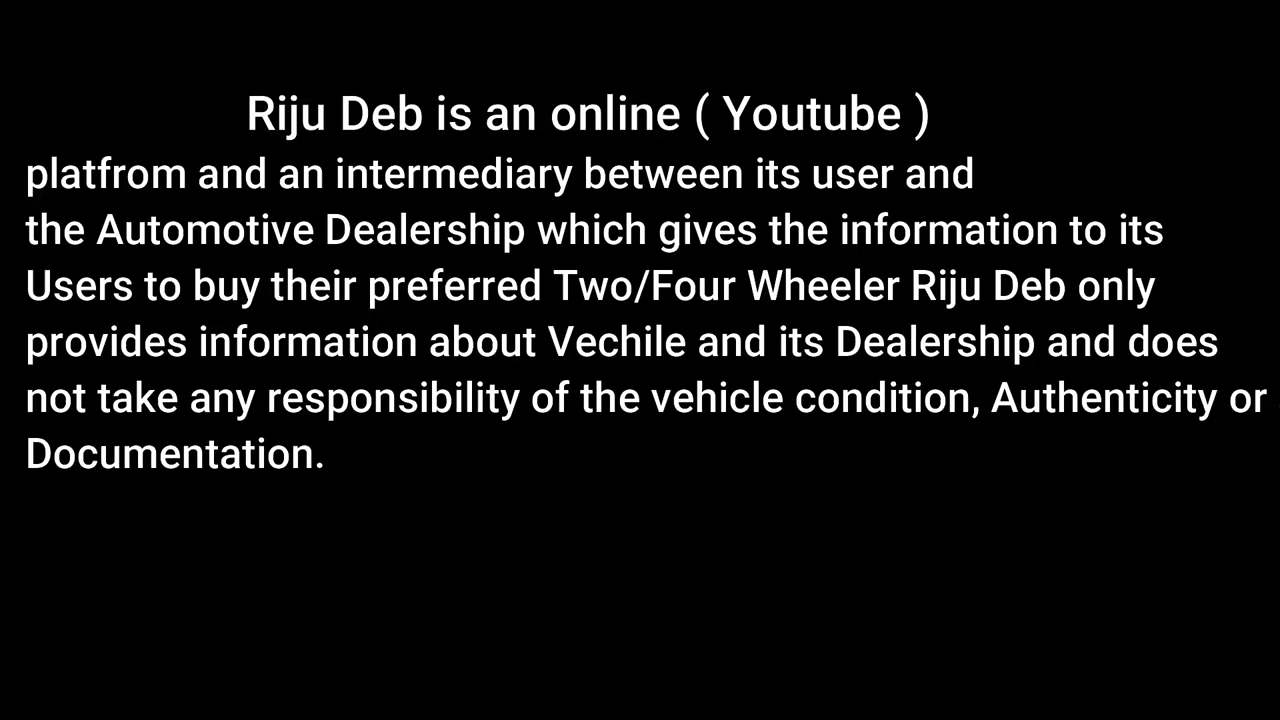 Riju Deb is an online ( Youtube )
platfrom and an intermediary between its user and
the Automotive Dealership which gives the information to its
Users to buy their preferred Two/Four Wheeler Riju Deb only
provides information about Vechile and its Dealership and does
not take any responsibility of the vehicle condition, Authenticity or
Documentation.